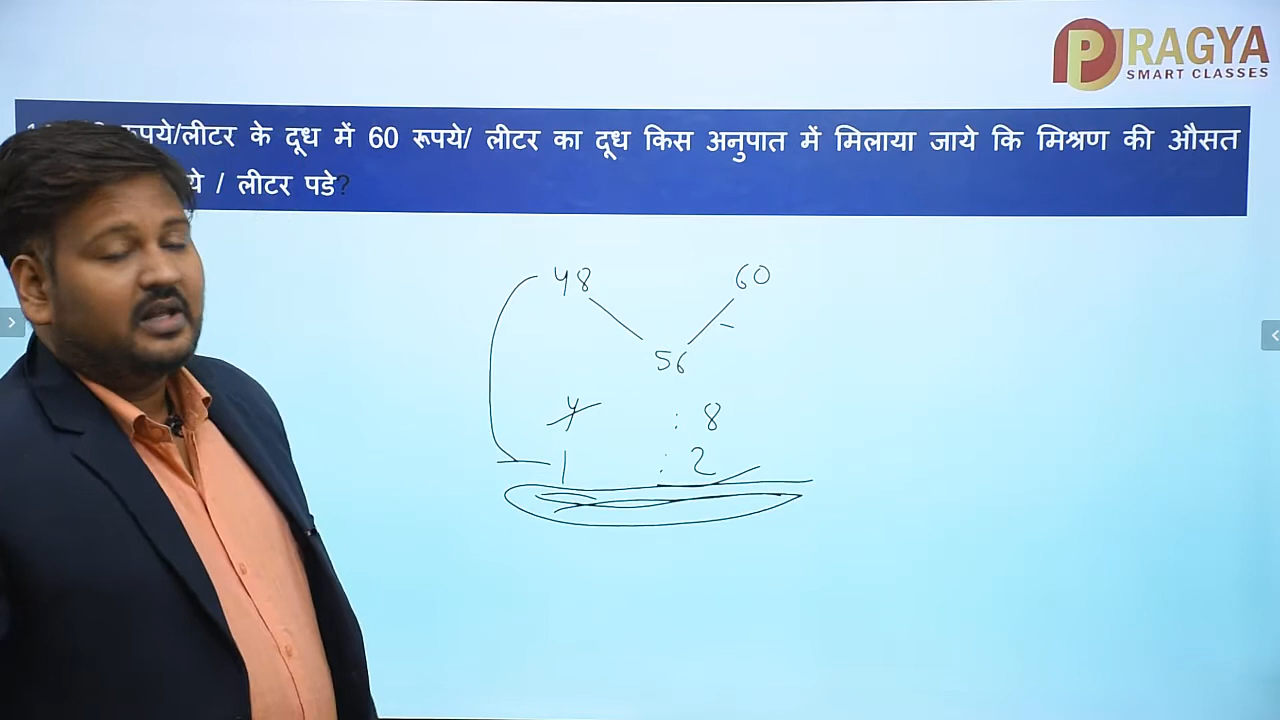 PRAGYA
SMART CLASSES
रूपये/लीटर के दूध में 60 रूपये/ लीटर का दूध किस अनुपात में मिलाया जाये कि मिश्रण की औसत
ये / लीटर पडे?
48 60
56
4 : 8
1 : 2